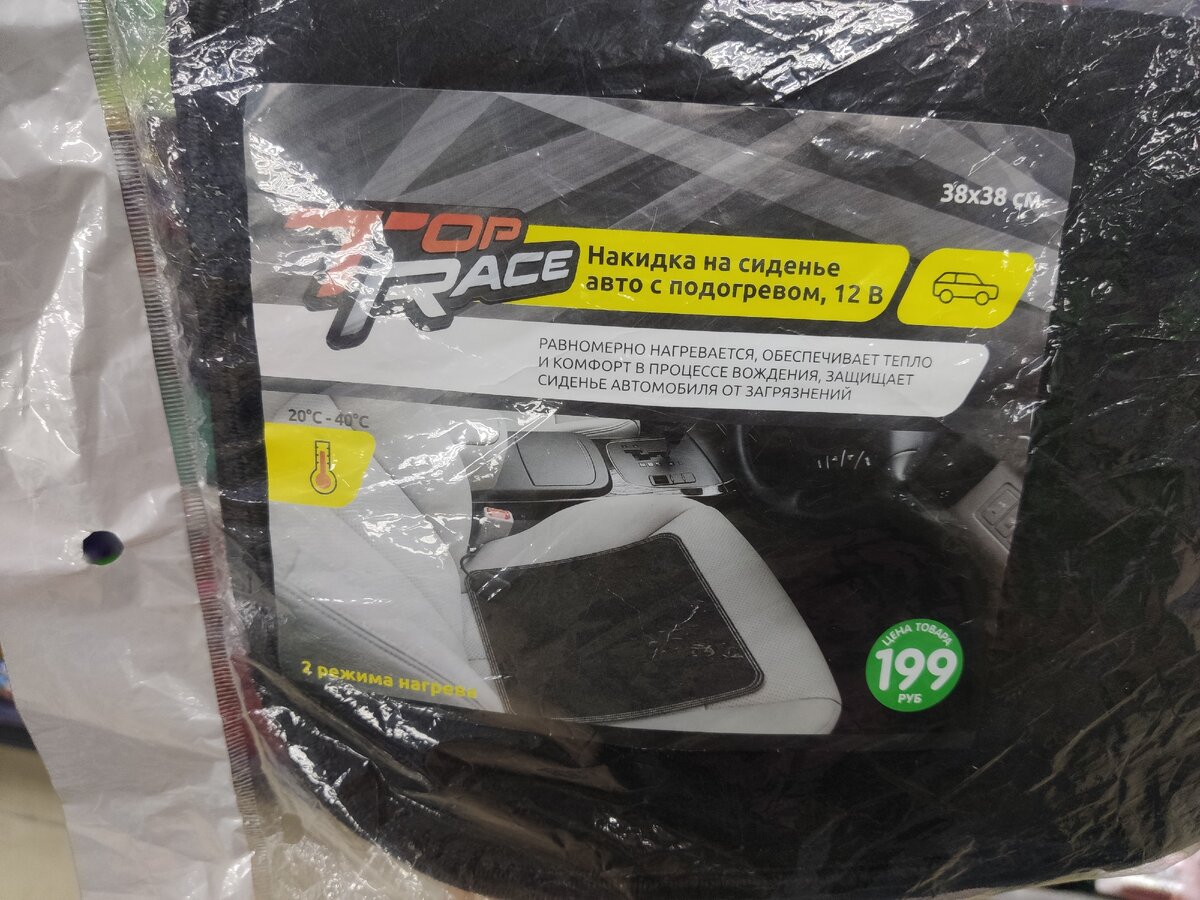 38x38 см
TOP
RACE
Накидка на сиденье
авто с подогревом, 12 В
РАВНОМЕРНО НАГРЕВАЕТСЯ, ОБЕСПЕЧИВАЕТ ТЕПЛО
И КОМФОРТ В ПРОЦЕССЕ ВОЖДЕНИЯ, ЗАЩИЩАЕТ
СИДЕНЬЕ АВТОМОБИЛЯ ОТ ЗАГРЯЗНЕНИЙ
20°C - 40°C
2 режима нагрева
ЦЕНА ТОВАРА
199
РУБ